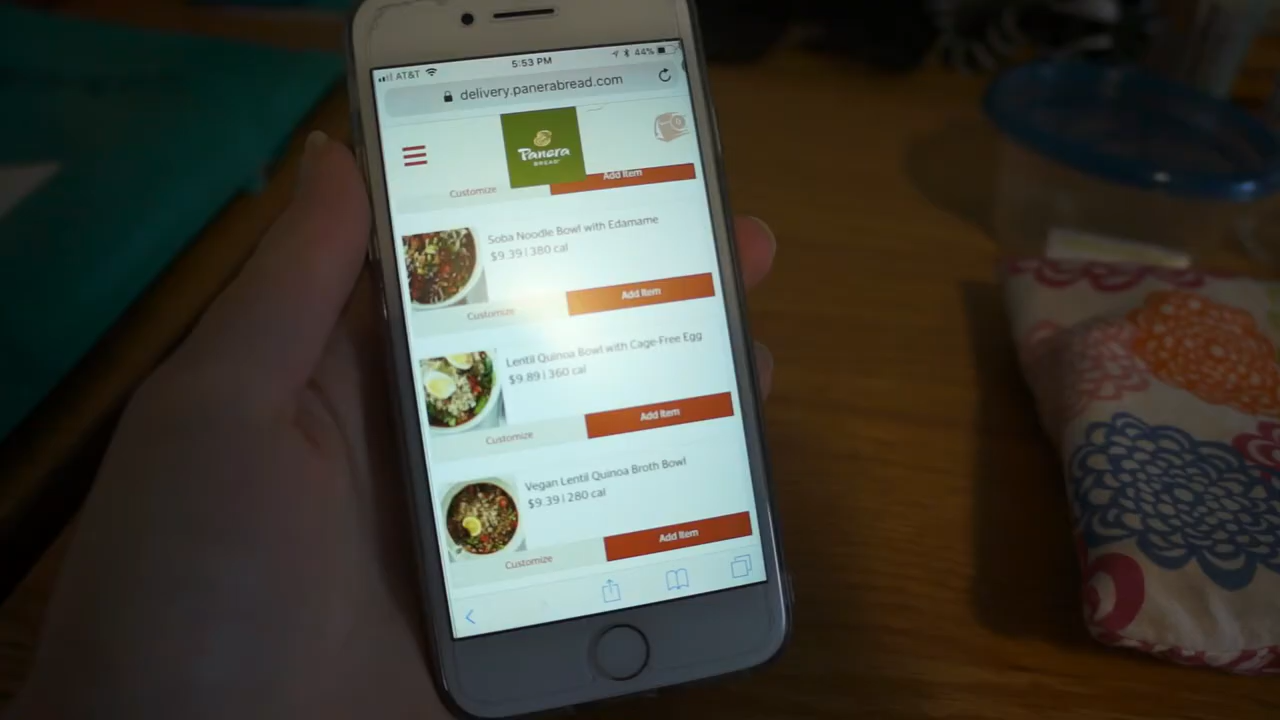 AT&T
5:53 PM
44%
delivery.panerabread.com
Panera
BREAD
Customize
Add Item
Soba Noodle Bowl with Edamame
$9.39 | 380 cal
Customize
Add Item
Lentil Quinoa Bowl with Cage-Free Egg
$9.89 | 360 cal
Customize
Add Item
Vegan Lentil Quinoa Broth Bowl
$9.39 | 280 cal
Customize
Add Item